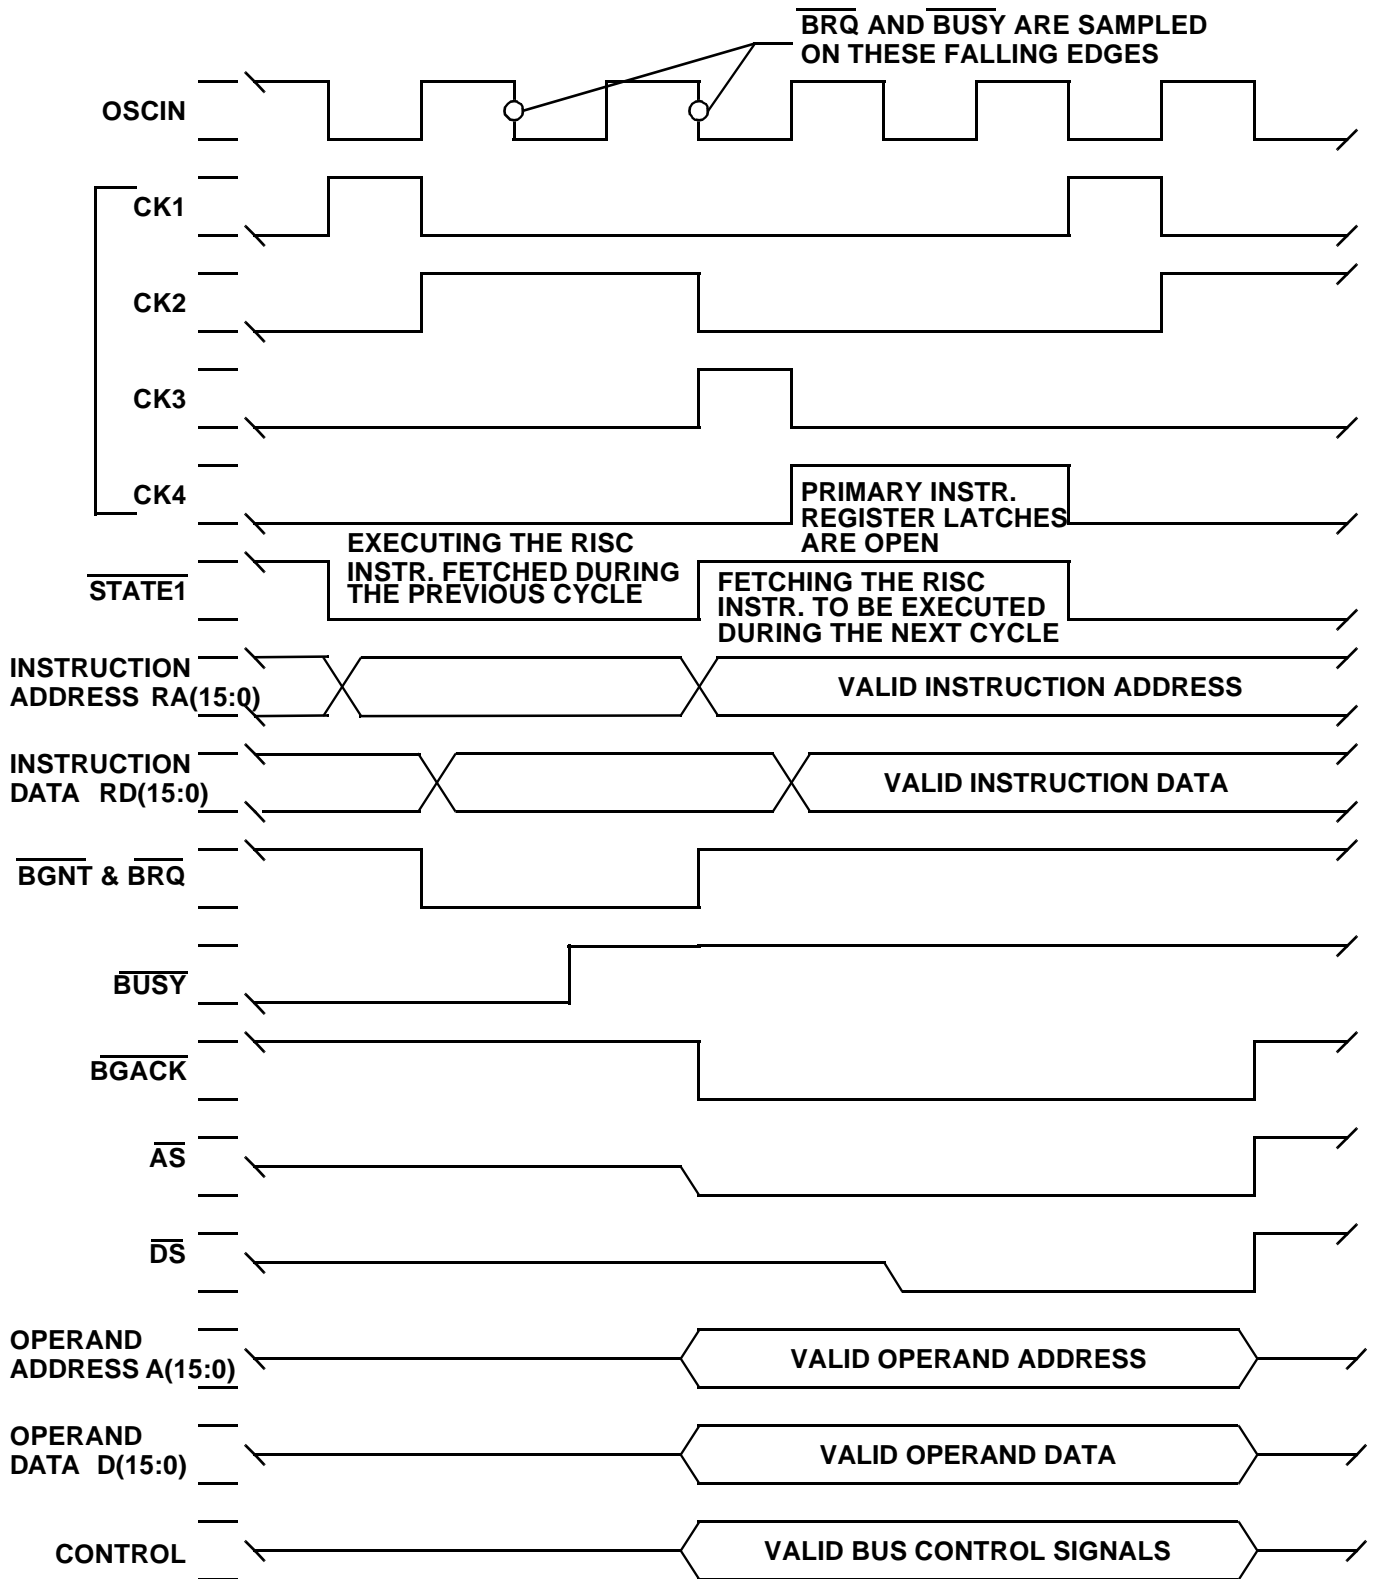 BRQ AND BUSY ARE SAMPLED
ON THESE FALLING EDGES
OSCIN
CK1
CK2
CK3
CK4
PRIMARY INSTR.
REGISTER LATCHES
ARE OPEN
EXECUTING THE RISC
INSTR. FETCHED DURING
THE PREVIOUS CYCLE
STATE1
FETCHING THE RISC
INSTR. TO BE EXECUTED
DURING THE NEXT CYCLE
INSTRUCTION
ADDRESS RA(15:0)
VALID INSTRUCTION ADDRESS
INSTRUCTION
DATA RD(15:0)
VALID INSTRUCTION DATA
BGNT & BRQ
BUSY
BGACK
AS
DS
OPERAND
ADDRESS A(15:0)
VALID OPERAND ADDRESS
OPERAND
DATA D(15:0)
VALID OPERAND DATA
CONTROL
VALID BUS CONTROL SIGNALS